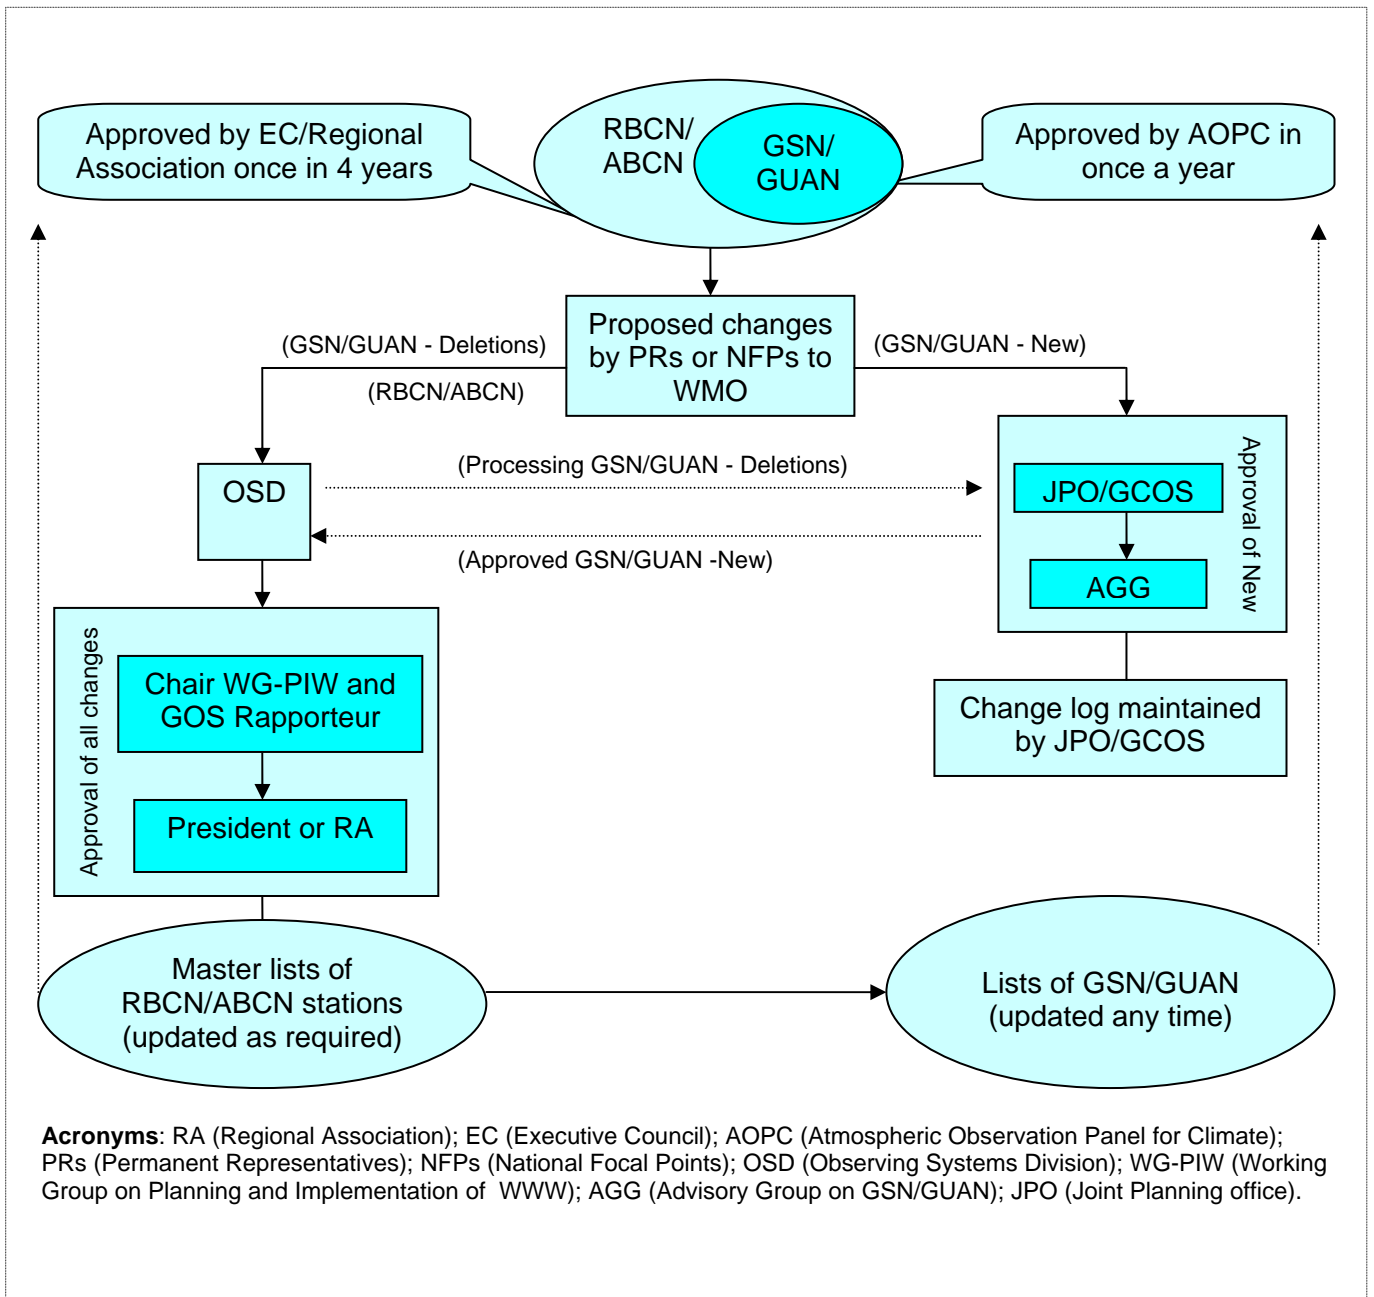 Approved by EC/Regional
Association once in 4 years
RBCN/
ABCN
GSN/
GUAN
Approved by AOPC in
once a year
Proposed changes
by PRs or NFPs to
WMO
(GSN/GUAN - Deletions)
(RBCN/ABCN)
(GSN/GUAN - New)
OSD
(Processing GSN/GUAN - Deletions)
(Approved GSN/GUAN -New)
JPO/GCOS
AGG
Approval of New
Approval of all changes
Chair WG-PIW and
GOS Rapporteur
President or RA
Change log maintained
by JPO/GCOS
Master lists of
RBCN/ABCN stations
(updated as required)
Lists of GSN/GUAN
(updated any time)
Acronyms: RA (Regional Association); EC (Executive Council); AOPC (Atmospheric Observation Panel for Climate);
PRs (Permanent Representatives); NFPs (National Focal Points); OSD (Observing Systems Division); WG-PIW (Working
Group on Planning and Implementation of WWW); AGG (Advisory Group on GSN/GUAN); JPO (Joint Planning office).